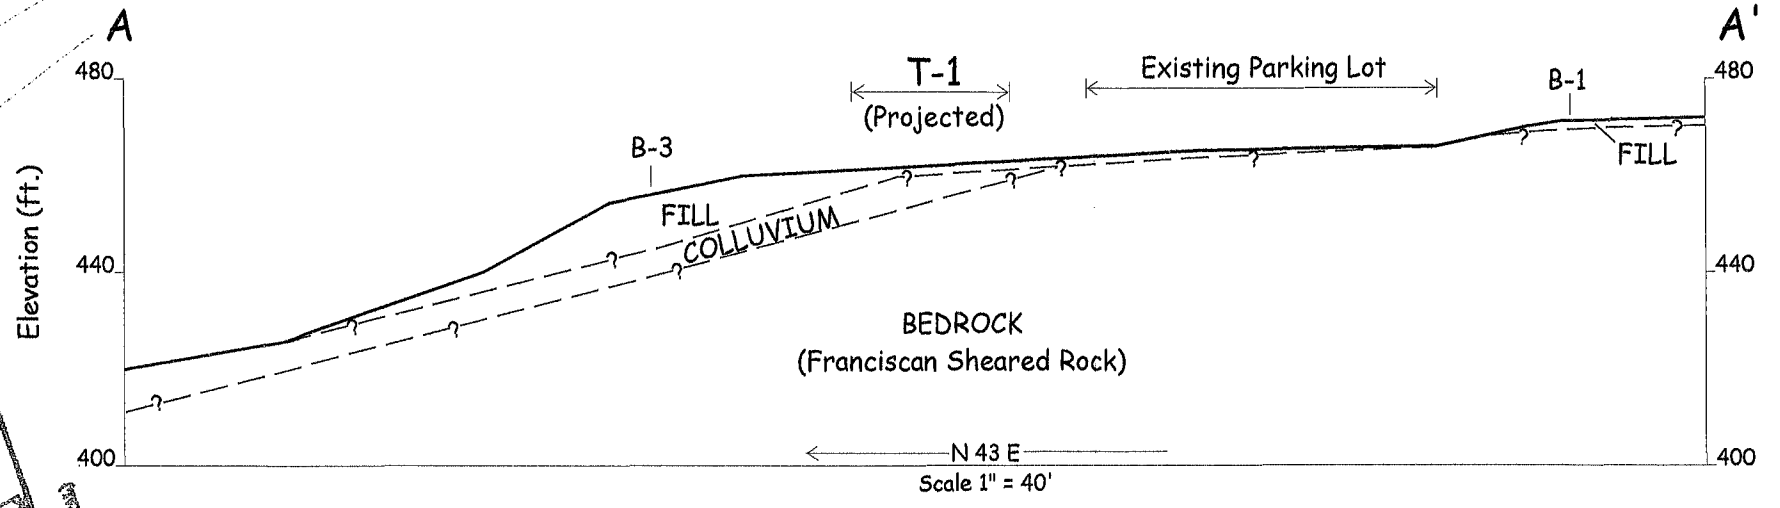 A
A'
480
T-1
(Projected)
Existing Parking Lot
B-1
480
B-3
?
?
FILL
FILL
?
?
?
?
COLLUVIUM
?
?
440
440
Elevation (ft.)
?
?
BEDROCK
(Franciscan Sheared Rock)
?
400
N 43 E
400
Scale 1" = 40'